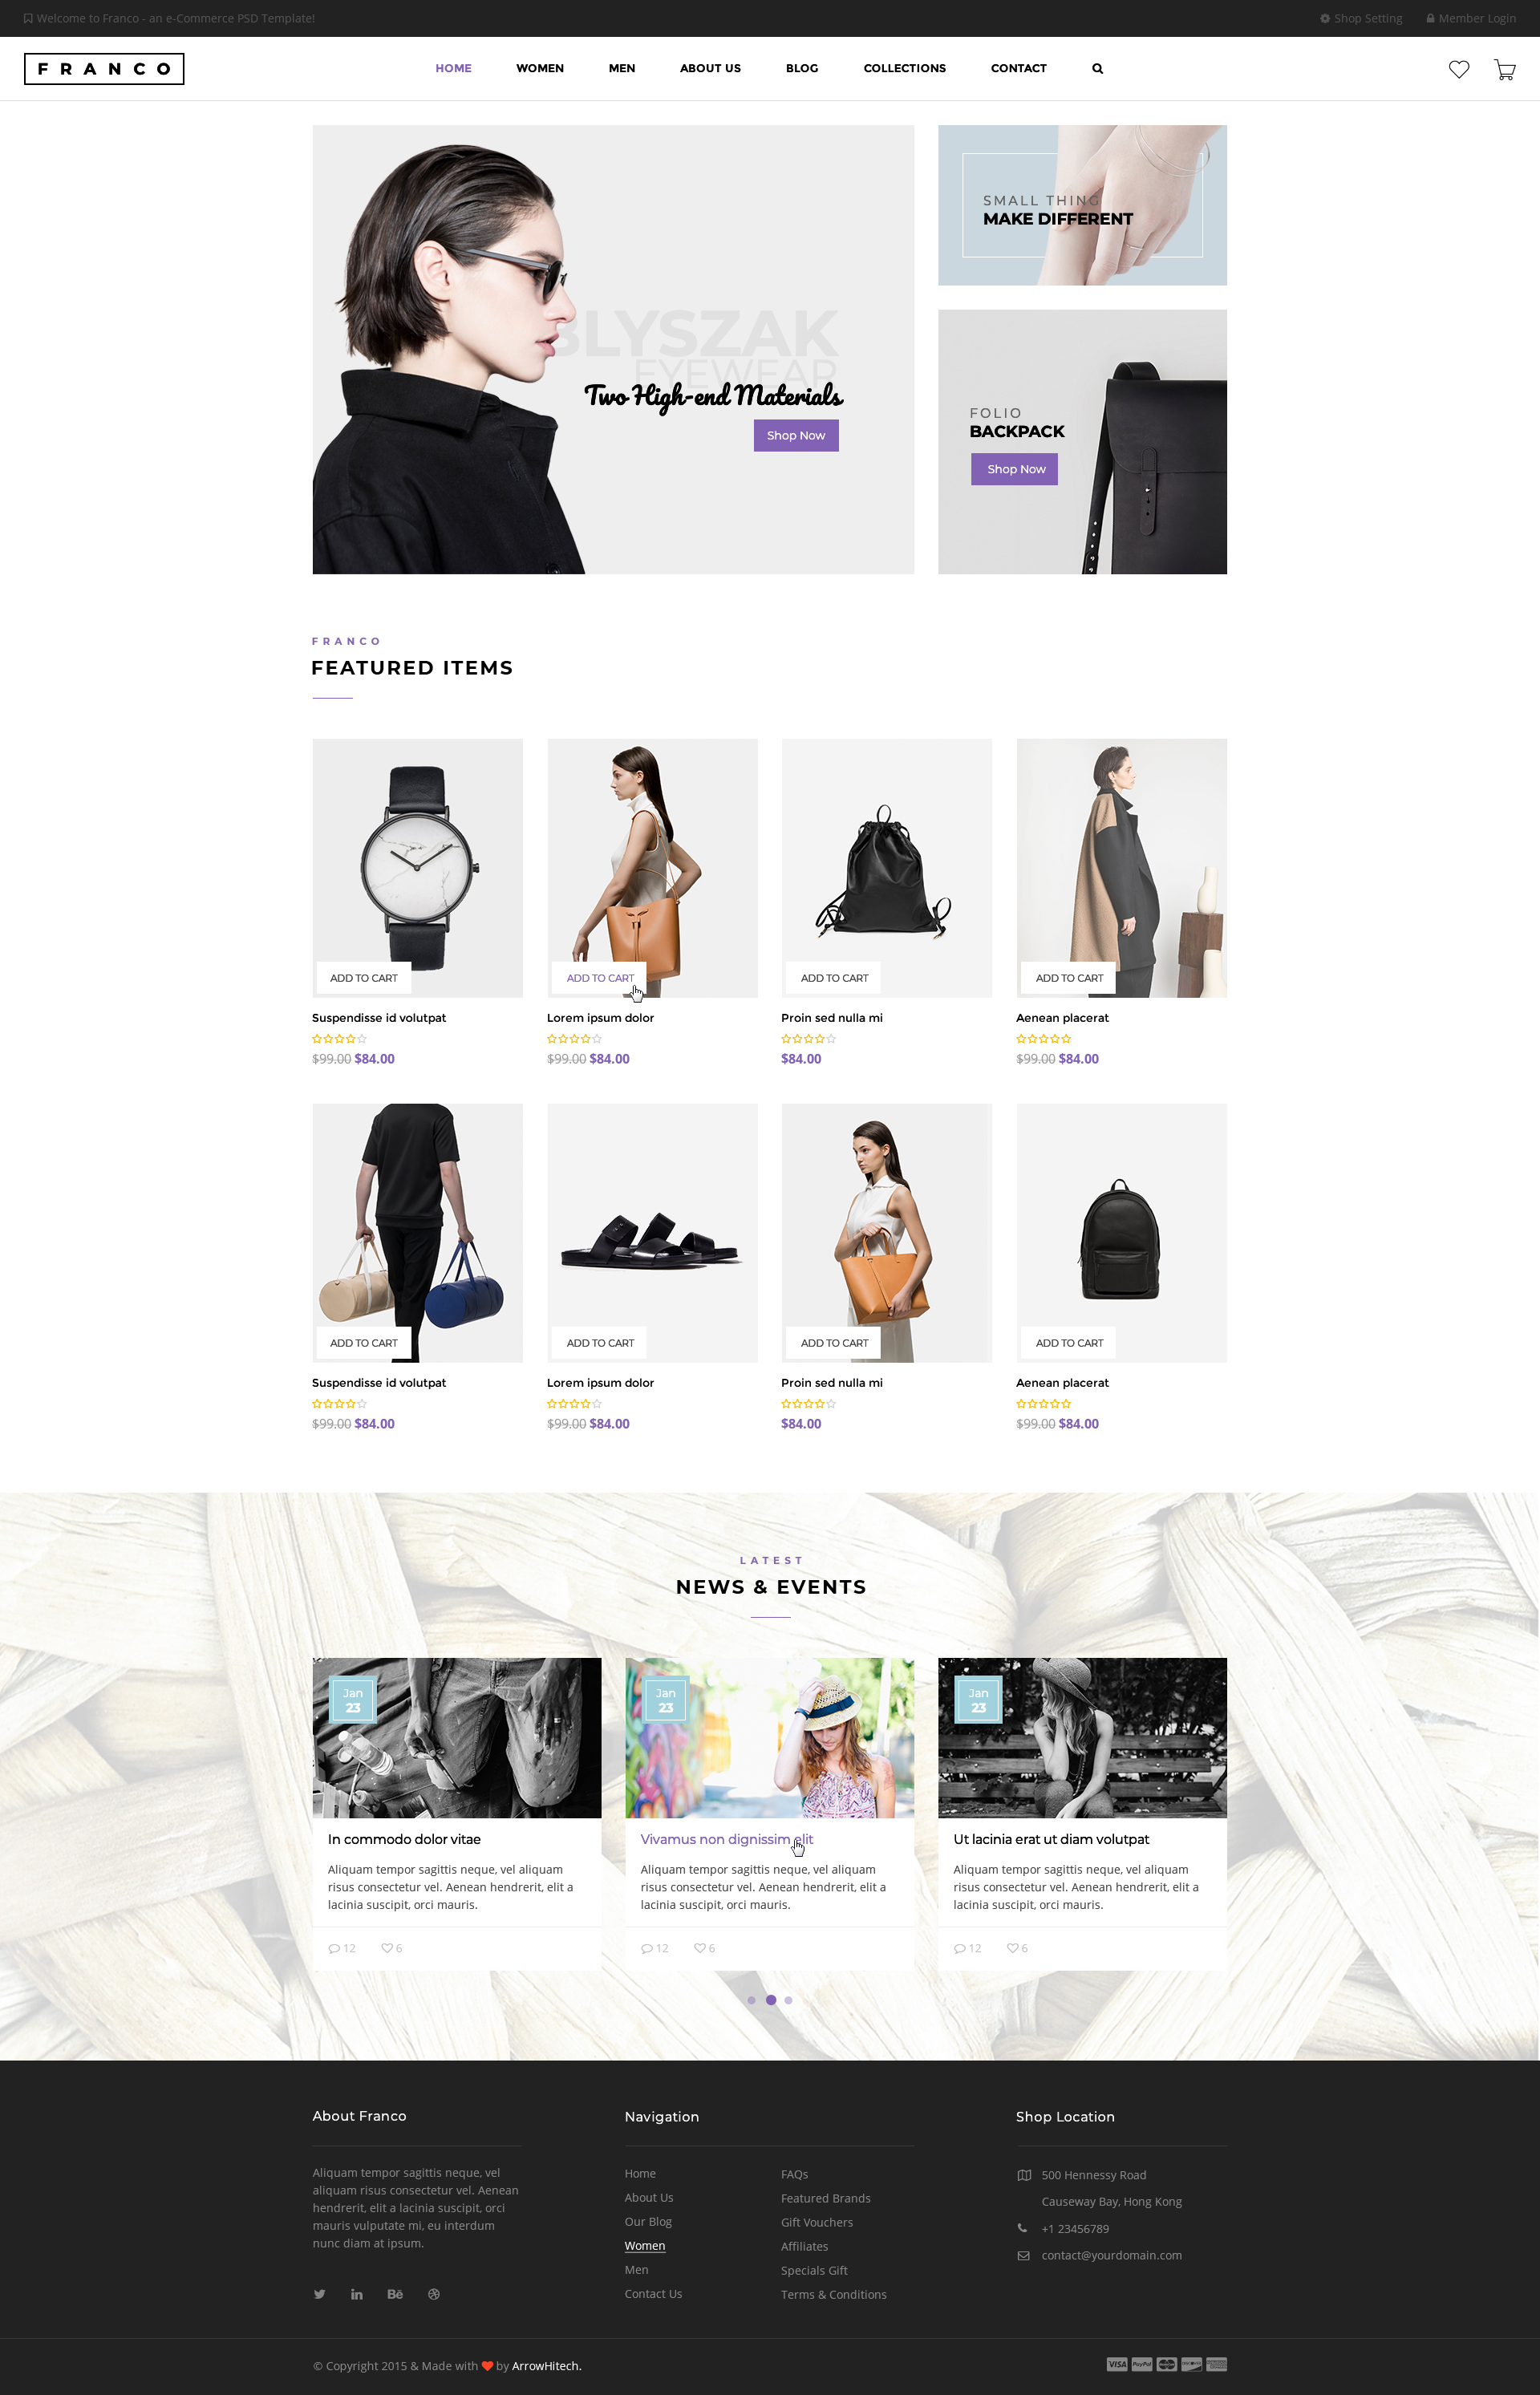 Welcome to Franco - an e-Commerce PSD Template!
Shop Setting
Member Login
FRANCO
HOME
WOMEN
MEN
ABOUT US
BLOG
COLLECTIONS
CONTACT
BLYSZAK
EYEWEAR
Two High-end Materials
Shop Now
SMALL THING
MAKE DIFFERENT
FOLIO
BACKPACK
Shop Now
FRANCO
FEATURED ITEMS
ADD TO CART
ADD TO CART
ADD TO CART
ADD TO CART
Suspendisse id volutpat
Lorem ipsum dolor
Proin sed nulla mi
Aenean placerat
$99.00 $84.00
$99.00 $84.00
$84.00
$99.00 $84.00
ADD TO CART
ADD TO CART
ADD TO CART
ADD TO CART
Suspendisse id volutpat
Lorem ipsum dolor
Proin sed nulla mi
Aenean placerat
$99.00 $84.00
$99.00 $84.00
$84.00
$99.00 $84.00
LATEST
NEWS & EVENTS
Jan
23
In commodo dolor vitae
Aliquam tempor sagittis neque, vel aliquam
risus consectetur vel. Aenean hendrerit, elit a
lacinia suscipit, orci mauris.
12
6
Jan
23
Vivamus non dignissim elit
Aliquam tempor sagittis neque, vel aliquam
risus consectetur vel. Aenean hendrerit, elit a
lacinia suscipit, orci mauris.
12
6
Jan
23
Ut lacinia erat ut diam volutpat
Aliquam tempor sagittis neque, vel aliquam
risus consectetur vel. Aenean hendrerit, elit a
lacinia suscipit, orci mauris.
12
6
About Franco
Aliquam tempor sagittis neque, vel
aliquam risus consectetur vel. Aenean
hendrerit, elit a lacinia suscipit, orci
mauris vulputate mi, eu interdum
nunc diam at ipsum.
Bē
Navigation
Home
About Us
Our Blog
Women
Men
Contact Us
FAQs
Featured Brands
Gift Vouchers
Affiliates
Specials Gift
Terms & Conditions
Shop Location
500 Hennessy Road
Causeway Bay, Hong Kong
+1 23456789
contact@yourdomain.com
© Copyright 2015 & Made with by ArrowHitech.
VISA
PayPal